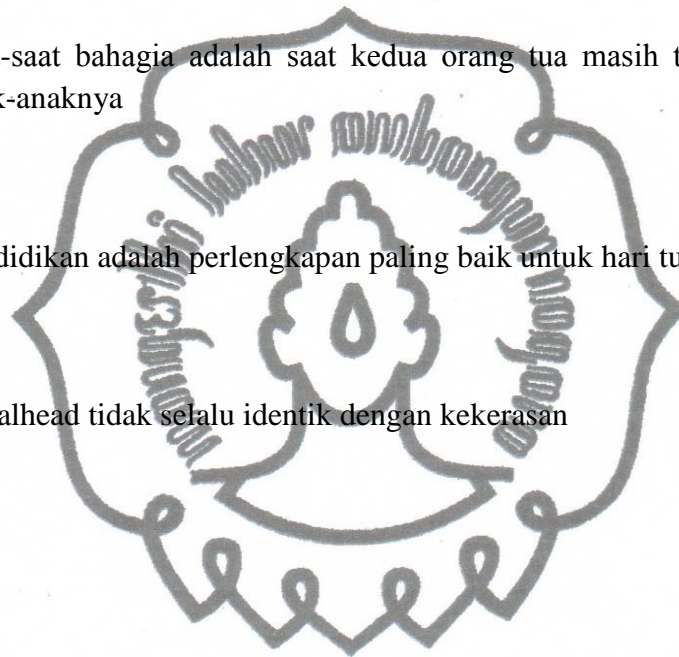 -saat bahagia adalah saat kedua orang tua masih t
k-anaknya
didikan adalah perlengkapan paling baik untuk hari tu
alhead tidak selalu identik dengan kekerasan